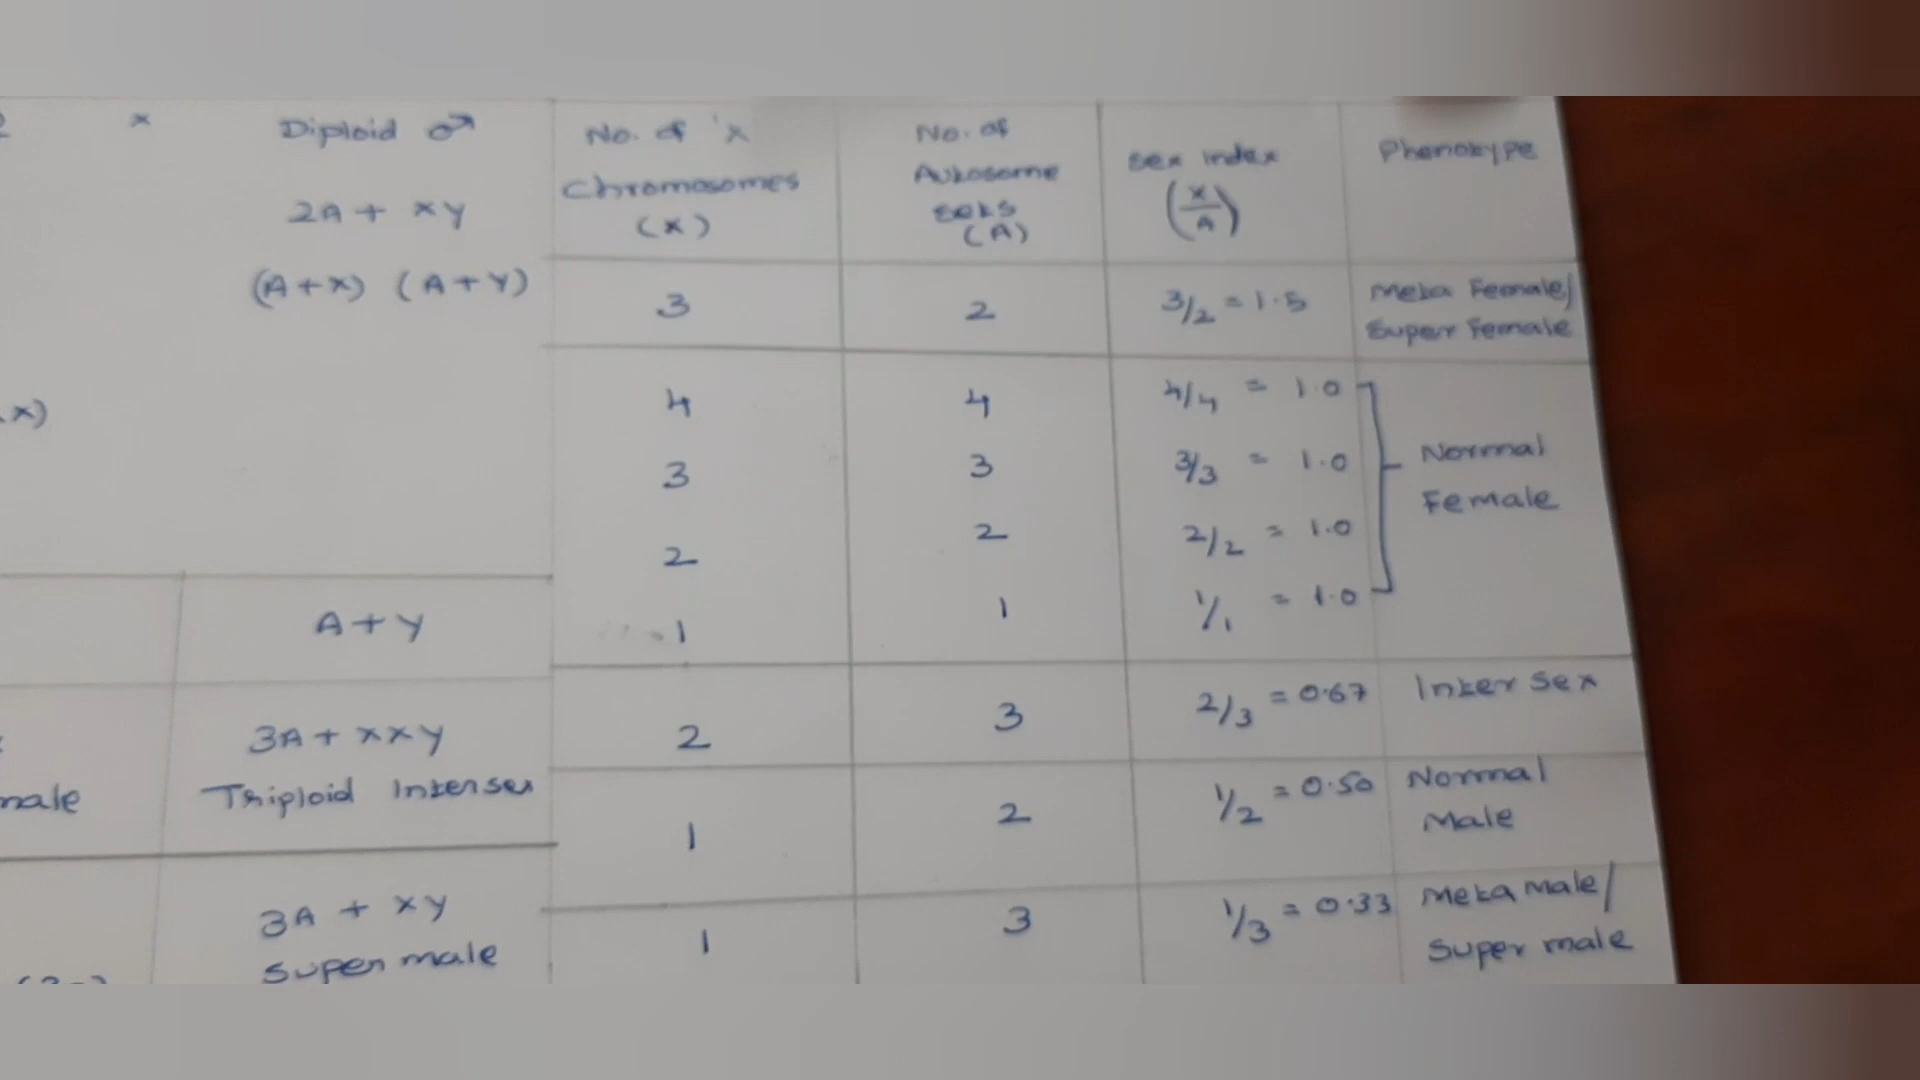 x Diploid ♂
2A + XY
(A+X) (A+Y)
x)
A+Y
3A + XXY
Triploid Intersex
male
3A + XY
Super male
No. of X Chromosomes (X)
No. of Autosome sets (A)
Sex index (X/A)
Phenotype
3 2 3/2 = 1.5 Meta Female/ Super Female
4 4 4/4 = 1.0
3 3 3/3 = 1.0
2 2 2/2 = 1.0
1 1 1/1 = 1.0
Normal Female
2 3 2/3 = 0.67 Inter Sex
1 2 1/2 = 0.50 Normal Male
1 3 1/3 = 0.33 Meta male/ Super male